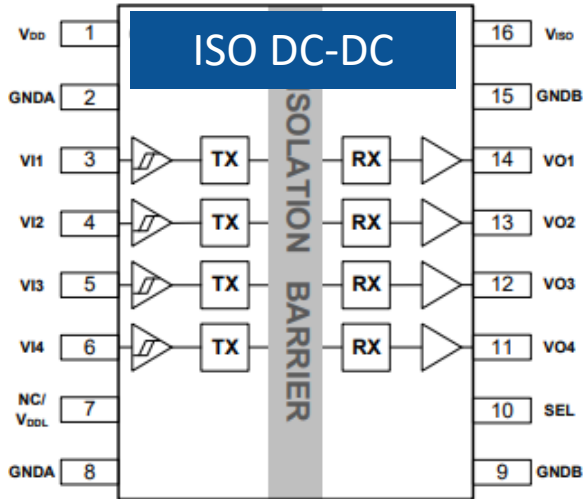 ISO DC-DC
VDD 1
16 VISO
GNDA 2
15 GNDB
VI1 3 TX RX 14 VO1
VI2 4 TX RX 13 VO2
VI3 5 TX RX 12 VO3
VI4 6 TX RX 11 VO4
NC/
VDDL 7
10 SEL
GNDA 8
9 GNDB
ISOLATION BARRIER